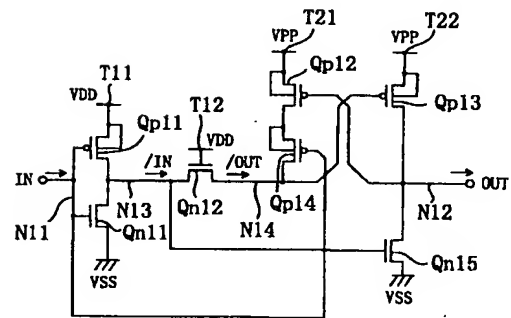 T21 T22
VPP VPP
T11 Qp12
VDD T12 Qp13
Qp11 /IN VDD /OUT
IN OUT
N13 Qn12 N14 Qp14 N12
N11 Qn11
VSS Qn15
VSS